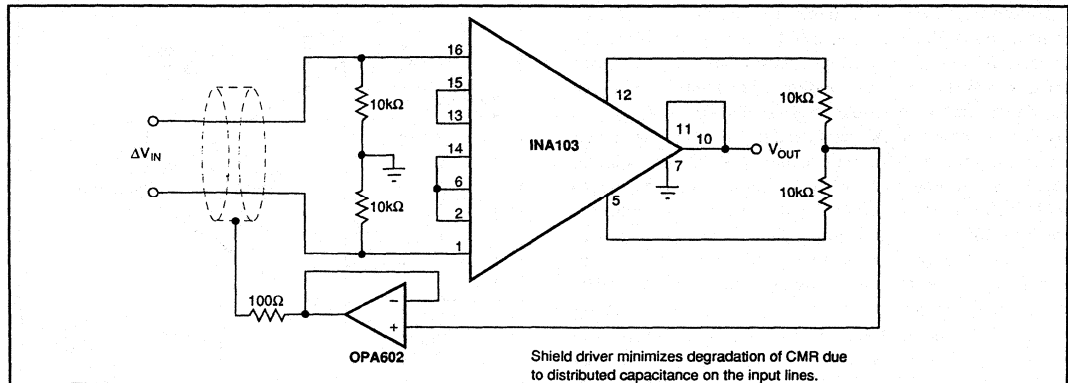 16
15
13
14
6
2
1
10kΩ
10kΩ
ΔV_IN
INA103
12
11
10
7
5
V_OUT
10kΩ
10kΩ
100Ω
−
+
OPA602
Shield driver minimizes degradation of CMR due
to distributed capacitance on the input lines.